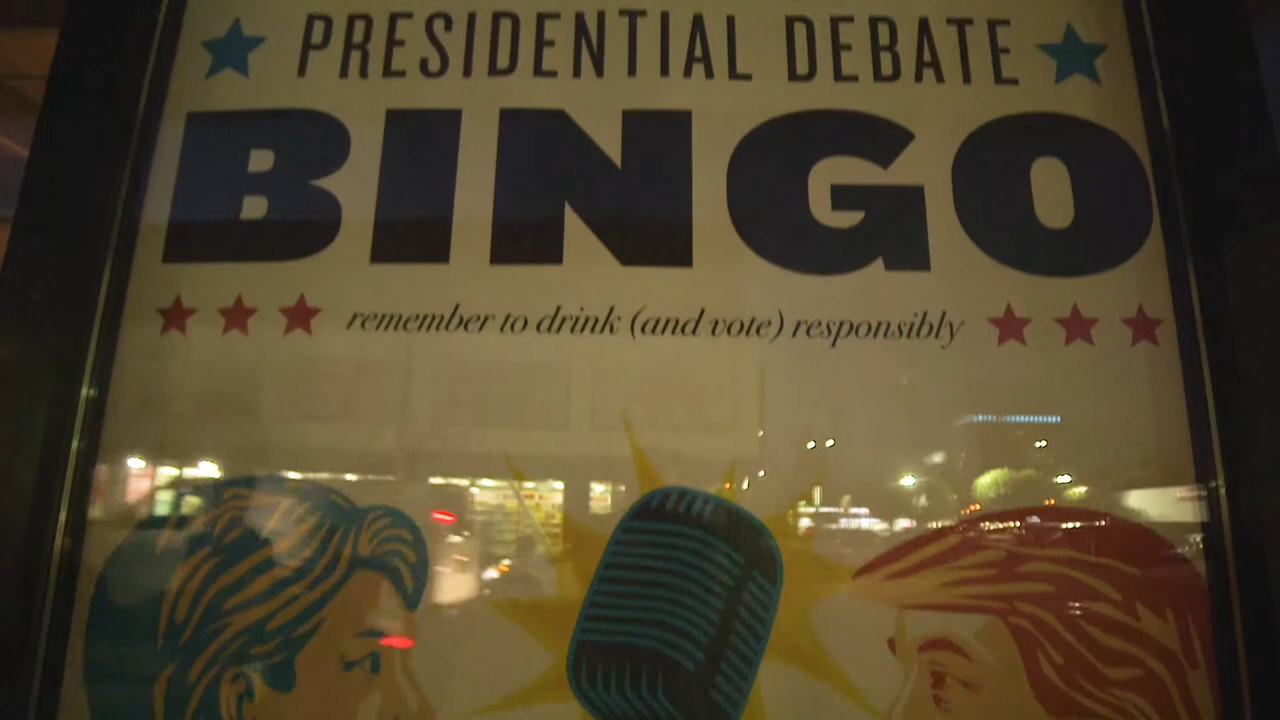 PRESIDENTIAL DEBATE
BINGO
remember to drink (and vote) responsibly